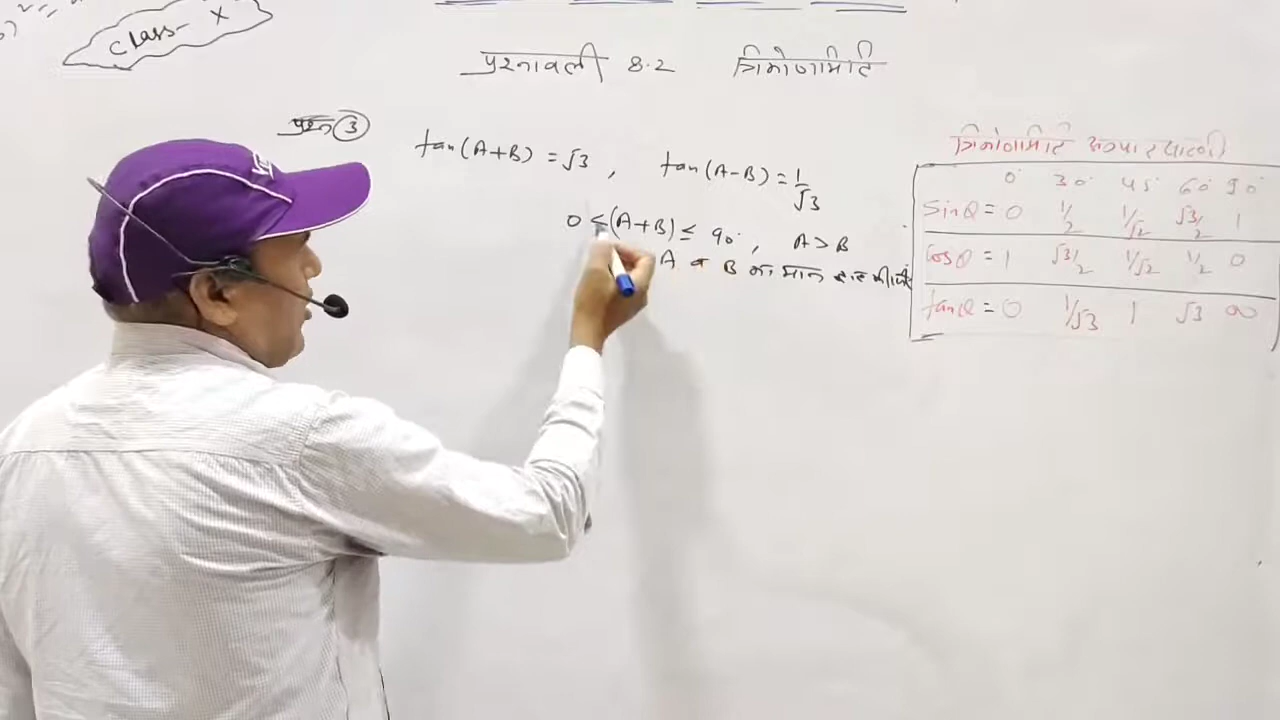 Class- X
प्रश्नावली 8.2 त्रिकोणमिति
प्रश्न ③
tan(A+B) = √3 , tan(A-B) = 1/√3
0 ≤ (A+B) ≤ 90° , A > B
A व B का मान ज्ञात कीजिये
त्रिकोणमिति अनुपात सारणी
0° 30° 45° 60° 90°
sinθ = 0 1/2 1/√2 √3/2 1
cosθ = 1 √3/2 1/√2 1/2 0
tanθ = 0 1/√3 1 √3 ∞